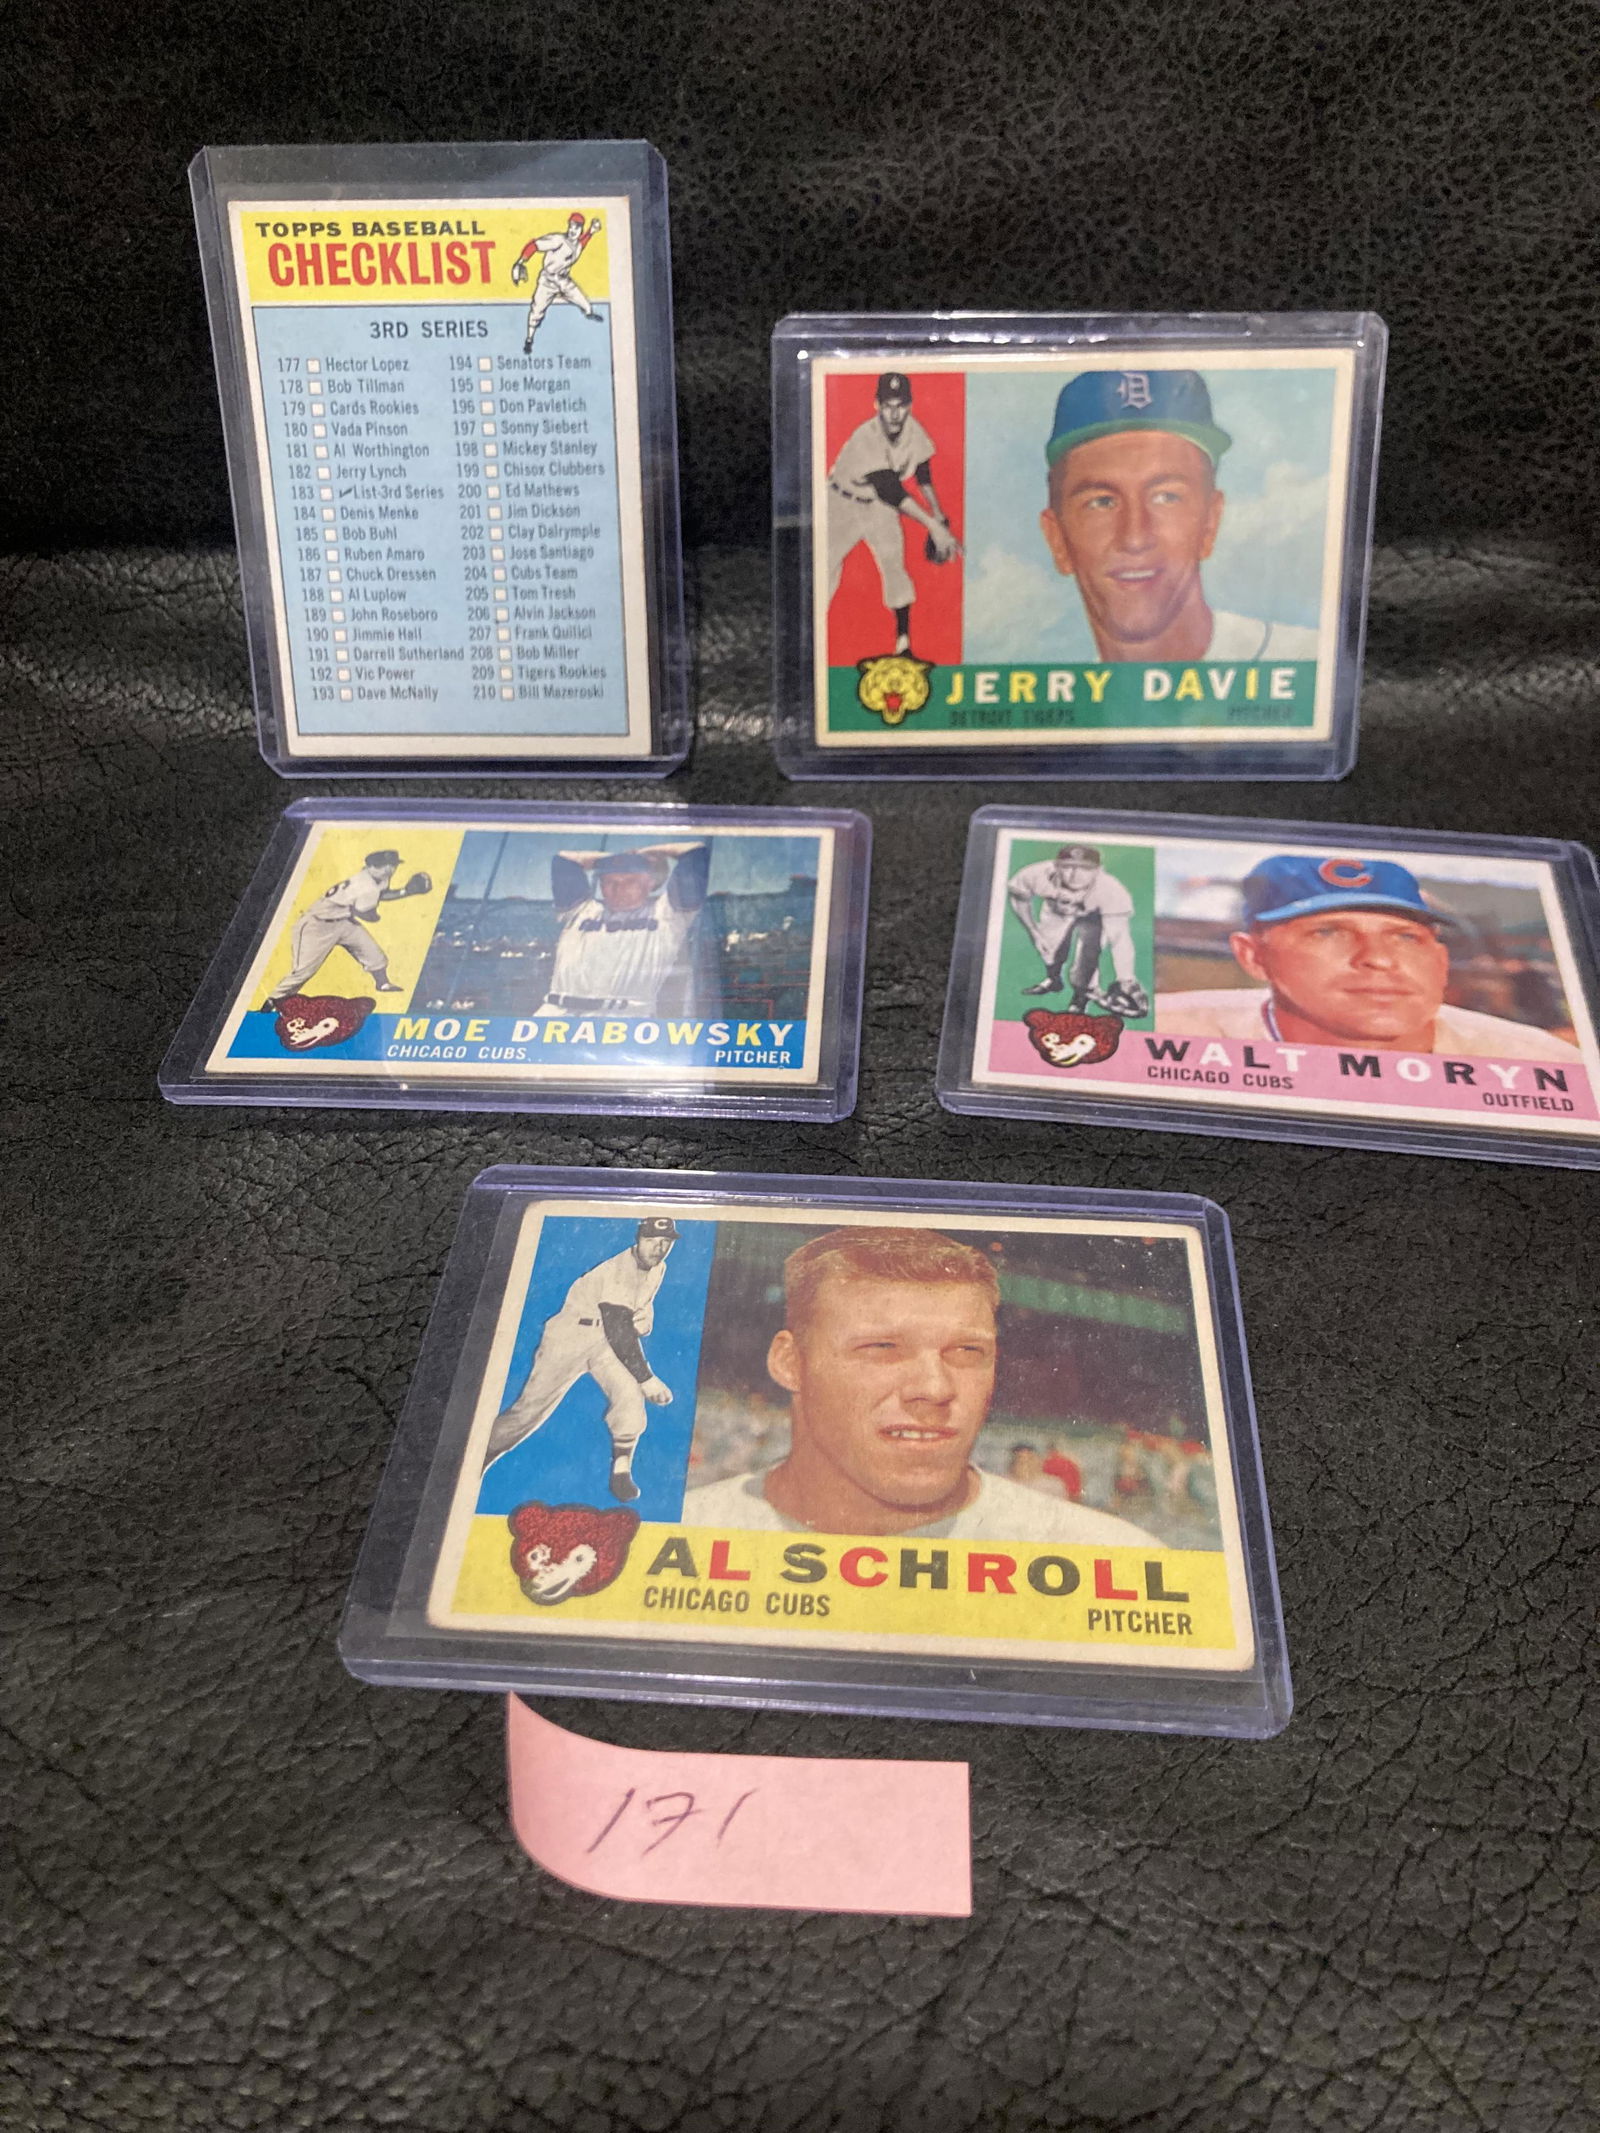 TOPPS BASEBALL
CHECKLIST
3RD SERIES
177 Hector Lopez
178 Bob Tillman
179 Cards Rookies
180 Vada Pinson
181 Al Worthington
182 Jerry Lynch
183 List-3rd Series
184 Denis Menke
185 Bob Buhl
186 Ruben Amaro
187 Chuck Dressen
188 Al Luplow
189 John Roseboro
190 Jimmie Hall
191 Darrell Sutherland
192 Vic Power
193 Dave McNally
194 Senators Team
195 Joe Morgan
196 Don Pavletich
197 Sonny Siebert
198 Mickey Stanley
199 Chisox Clubbers
200 Ed Mathews
201 Jim Dickson
202 Clay Dalrymple
203 Jose Santiago
204 Cubs Team
205 Tom Tresh
206 Alvin Jackson
207 Frank Quilici
208 Bob Miller
209 Tigers Rookies
210 Bill Mazeroski
D
JERRY DAVIE
DETROIT TIGERS PITCHER
6
MOE DRABOWSKY
CHICAGO CUBS PITCHER
C
WALT MORYN
CHICAGO CUBS
OUTFIELD
C
AL SCHROLL
CHICAGO CUBS
PITCHER
171